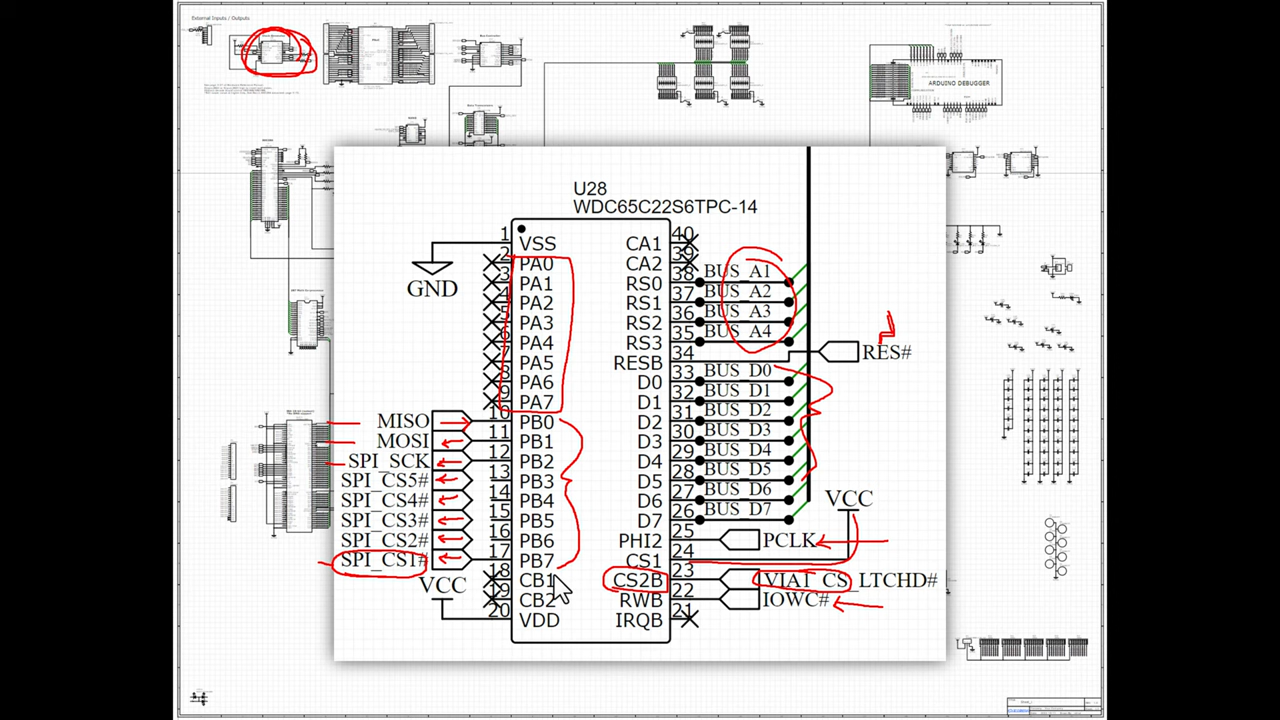 External Inputs / Outputs
ARDUINO DEBUGGER
U28
WDC65C22S6TPC-14
1 VSS CA1 40
2 PA0 CA2 39
3 PA1 RS0 38 BUS_A1
4 PA2 RS1 37 BUS_A2
5 PA3 RS2 36 BUS_A3
6 PA4 RS3 35 BUS_A4
7 PA5 RESB 34 RES#
8 PA6 D0 33 BUS_D0
9 PA7 D1 32 BUS_D1
MISO 10 PB0 D2 31 BUS_D2
MOSI 11 PB1 D3 30 BUS_D3
SPI_SCK 12 PB2 D4 29 BUS_D4
SPI_CS5# 13 PB3 D5 28 BUS_D5
SPI_CS4# 14 PB4 D6 27 BUS_D6
SPI_CS3# 15 PB5 D7 26 BUS_D7
SPI_CS2# 16 PB6 PHI2 25 PCLK
SPI_CS1# 17 PB7 CS1 24
18 CB1 CS2B 23 VIA1_CS_LTCHD#
19 CB2 RWB 22 IOWC#
20 VDD IRQB 21
GND
VCC
VCC